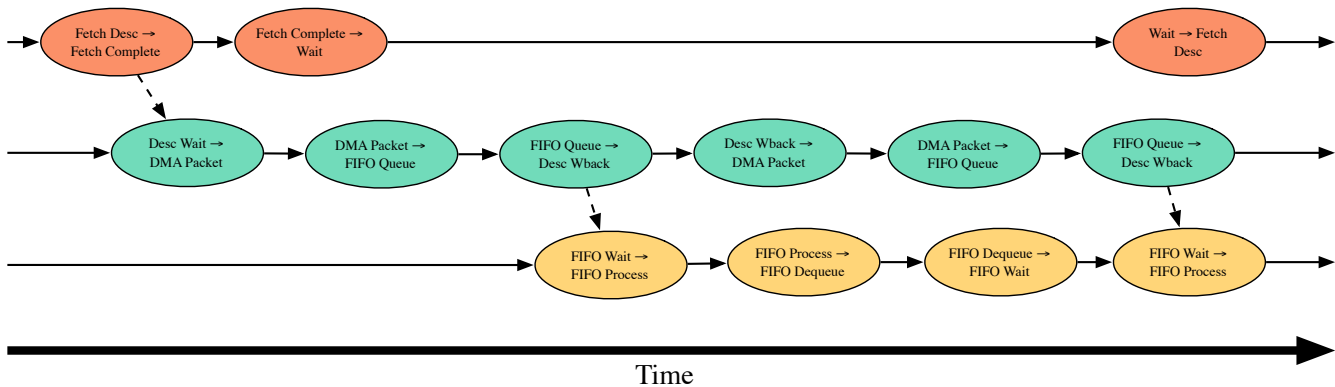 Fetch Desc →
Fetch Complete
Fetch Complete →
Wait
Wait → Fetch
Desc
Desc Wait →
DMA Packet
DMA Packet →
FIFO Queue
FIFO Queue →
Desc Wback
Desc Wback →
DMA Packet
DMA Packet →
FIFO Queue
FIFO Queue →
Desc Wback
FIFO Wait →
FIFO Process
FIFO Process →
FIFO Dequeue
FIFO Dequeue →
FIFO Wait
FIFO Wait →
FIFO Process
Time